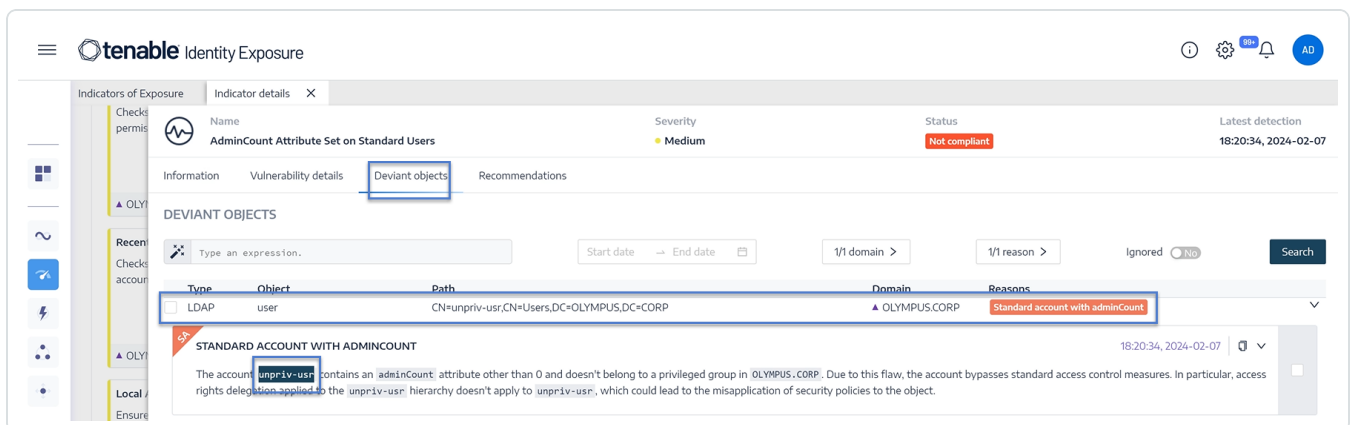 tenable Identity Exposure
99+
AD
Indicators of Exposure
Indicator details
Checks
permis
Name
Severity
Status
Latest detection
AdminCount Attribute Set on Standard Users
Medium
Not compliant
18:20:34, 2024-02-07
Information
Vulnerability details
Deviant objects
Recommendations
OLY
DEVIANT OBJECTS
Recent
Checks
accoun
Type an expression.
Start date
End date
1/1 domain
1/1 reason
Ignored
No
Search
Type
Object
Path
Domain
Reasons
LDAP
user
CN=unpriv-usr,CN=Users,DC=OLYMPUS,DC=CORP
OLYMPUS.CORP
Standard account with adminCount
SA
STANDARD ACCOUNT WITH ADMINCOUNT
18:20:34, 2024-02-07
OLY
The account unpriv-usr contains an adminCount attribute other than 0 and doesn't belong to a privileged group in OLYMPUS.CORP. Due to this flaw, the account bypasses standard access control measures. In particular, access
rights delegation applied to the unpriv-usr hierarchy doesn't apply to unpriv-usr, which could lead to the misapplication of security policies to the object.
Local
Ensure